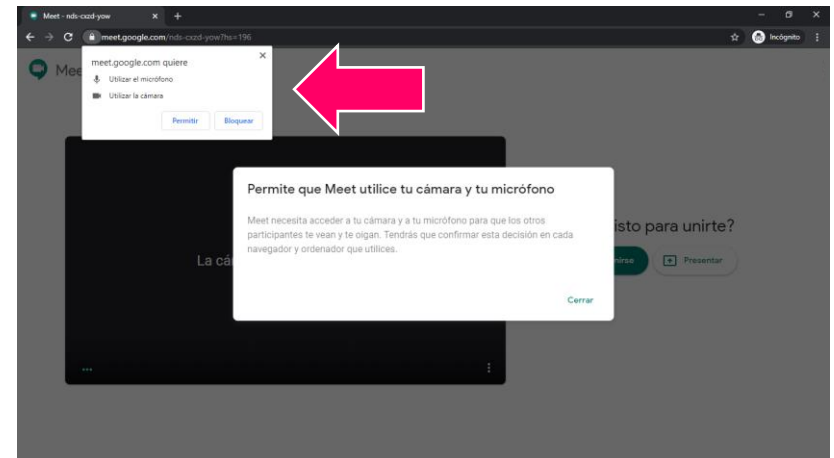 Meet - nds-cxzd-yow
Incógnito
meet.google.com/nds-cxzd-yow?hs=196
meet.google.com quiere
Utilizar el micrófono
Utilizar la cámara
Permitir Bloquear
Permite que Meet utilice tu cámara y tu micrófono
Meet necesita acceder a tu cámara y a tu micrófono para que los otros
participantes te vean y te oigan. Tendrás que confirmar esta decisión en cada
navegador y ordenador que utilices.
Cerrar
La
para unirte?
Presentar